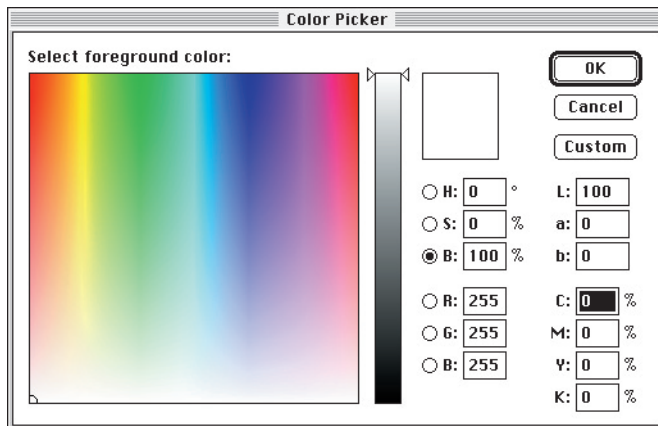 Color Picker
Select foreground color:
OK
Cancel
Custom
H: 0 °
S: 0 %
B: 100 %
R: 255
G: 255
B: 255
L: 100
a: 0
b: 0
C: 0 %
M: 0 %
Y: 0 %
K: 0 %